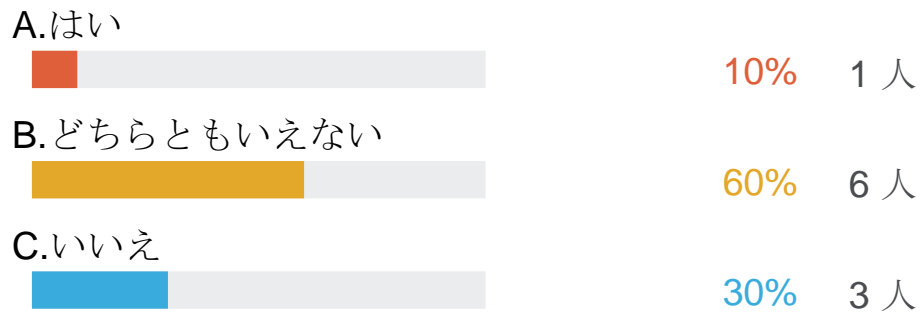 A.はい
10% 1 人
B.どちらともいえない
60% 6 人
C.いいえ
30% 3 人